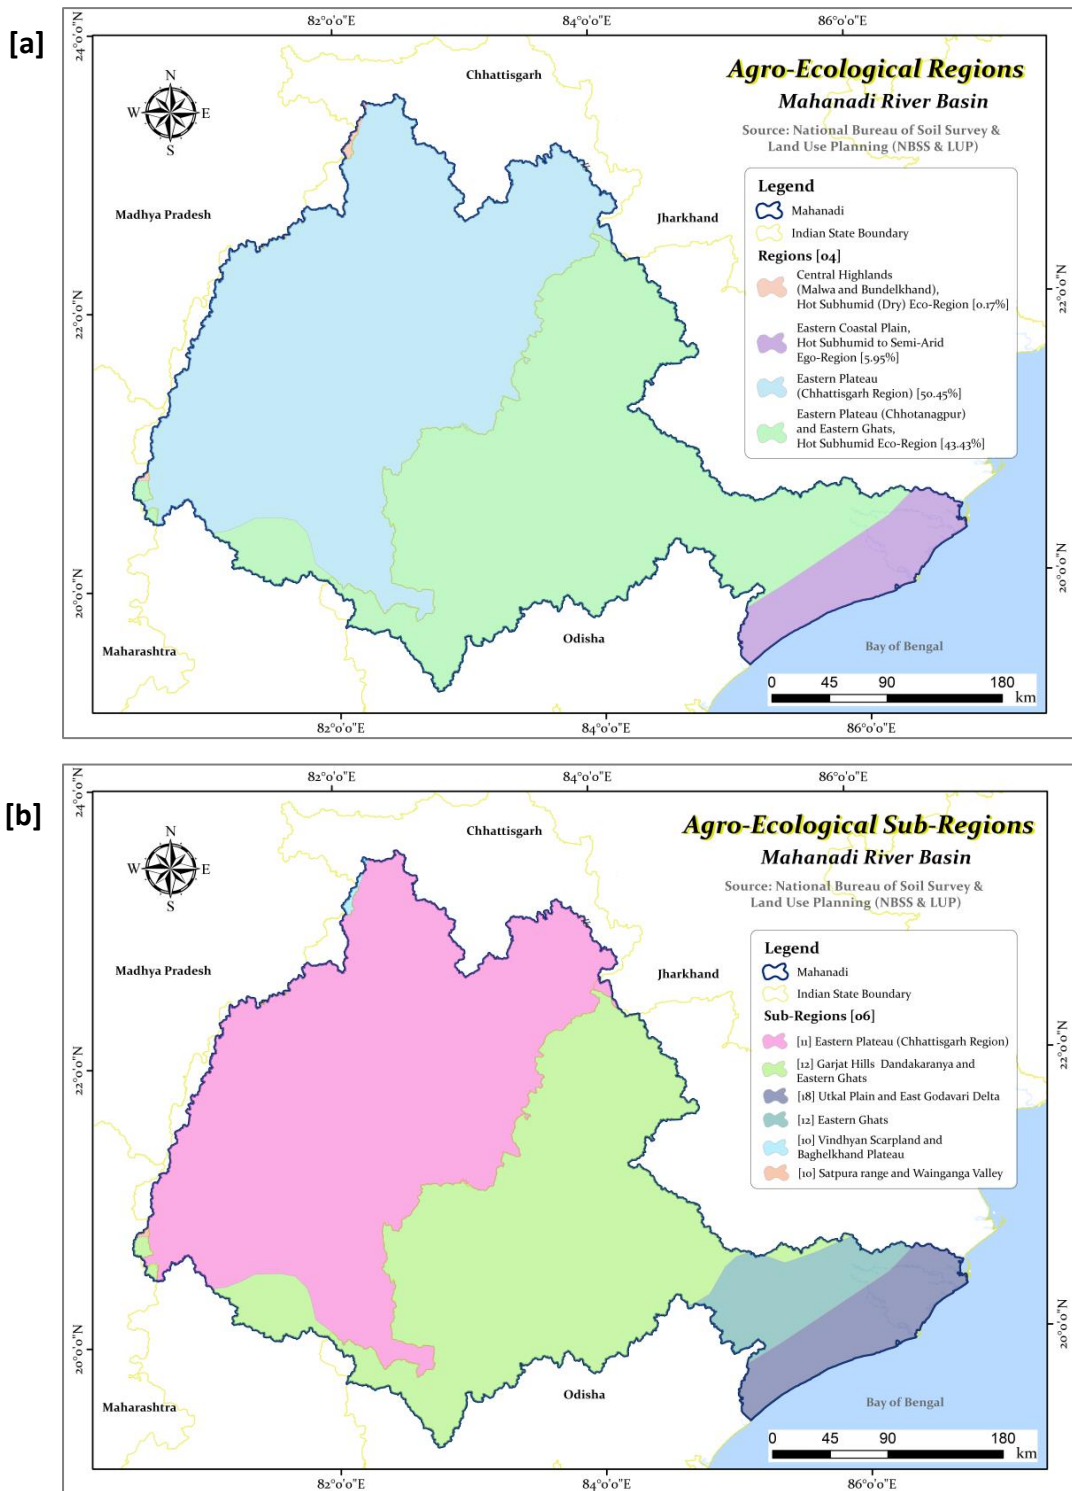 [a]
82°0'0"E
84°0'0"E
86°0'0"E
24°0'0"N
22°0'0"N
20°0'0"N
N
W
E
S
Chhattisgarh
Madhya Pradesh
Jharkhand
Maharashtra
Odisha
Bay of Bengal
Agro-Ecological Regions
Mahanadi River Basin
Source: National Bureau of Soil Survey &
Land Use Planning (NBSS & LUP)
Legend
Mahanadi
Indian State Boundary
Regions [04]
Central Highlands
(Malwa and Bundelkhand),
Hot Subhumid (Dry) Eco-Region [0.17%]
Eastern Coastal Plain,
Hot Subhumid to Semi-Arid
Ego-Region [5.95%]
Eastern Plateau
(Chhattisgarh Region) [50.45%]
Eastern Plateau (Chhotanagpur)
and Eastern Ghats,
Hot Subhumid Eco-Region [43.43%]
22°0'0"N
20°0'0"N
0 45 90 180
km
82°0'0"E
84°0'0"E
86°0'0"E
[b]
82°0'0"E
84°0'0"E
86°0'0"E
24°0'0"N
22°0'0"N
20°0'0"N
N
W
E
S
Chhattisgarh
Madhya Pradesh
Jharkhand
Maharashtra
Odisha
Bay of Bengal
Agro-Ecological Sub-Regions
Mahanadi River Basin
Source: National Bureau of Soil Survey &
Land Use Planning (NBSS & LUP)
Legend
Mahanadi
Indian State Boundary
Sub-Regions [06]
[11] Eastern Plateau (Chhattisgarh Region)
[12] Garjat Hills Dandakaranya and
Eastern Ghats
[18] Utkal Plain and East Godavari Delta
[12] Eastern Ghats
[10] Vindhyan Scarpland and
Baghelkhand Plateau
[10] Satpura range and Wainganga Valley
22°0'0"N
20°0'0"N
0 45 90 180
km
82°0'0"E
84°0'0"E
86°0'0"E